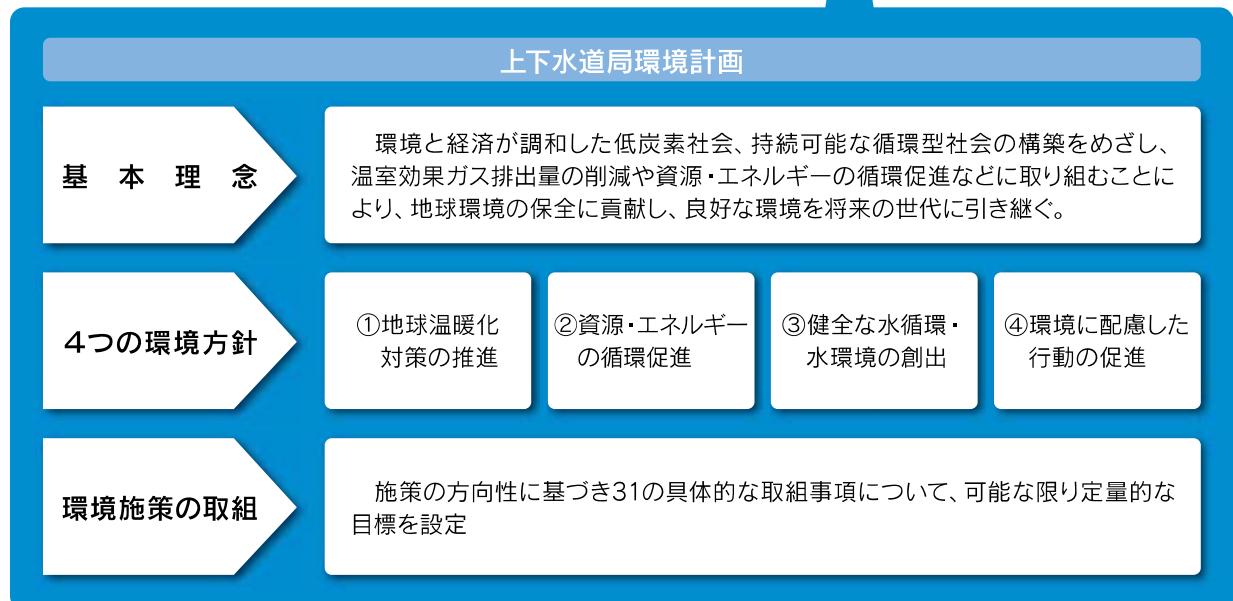 上下水道局環境計画
基本理念
環境と経済が調和した低炭素社会、持続可能な循環型社会の構築をめざし、
温室効果ガス排出量の削減や資源・エネルギーの循環促進などに取り組むことに
より、地球環境の保全に貢献し、良好な環境を将来の世代に引き継ぐ。
4つの環境方針
①地球温暖化
対策の推進
②資源・エネルギー
の循環促進
③健全な水循環・
水環境の創出
④環境に配慮した
行動の促進
環境施策の取組
施策の方向性に基づき31の具体的な取組事項について、可能な限り定量的な
目標を設定